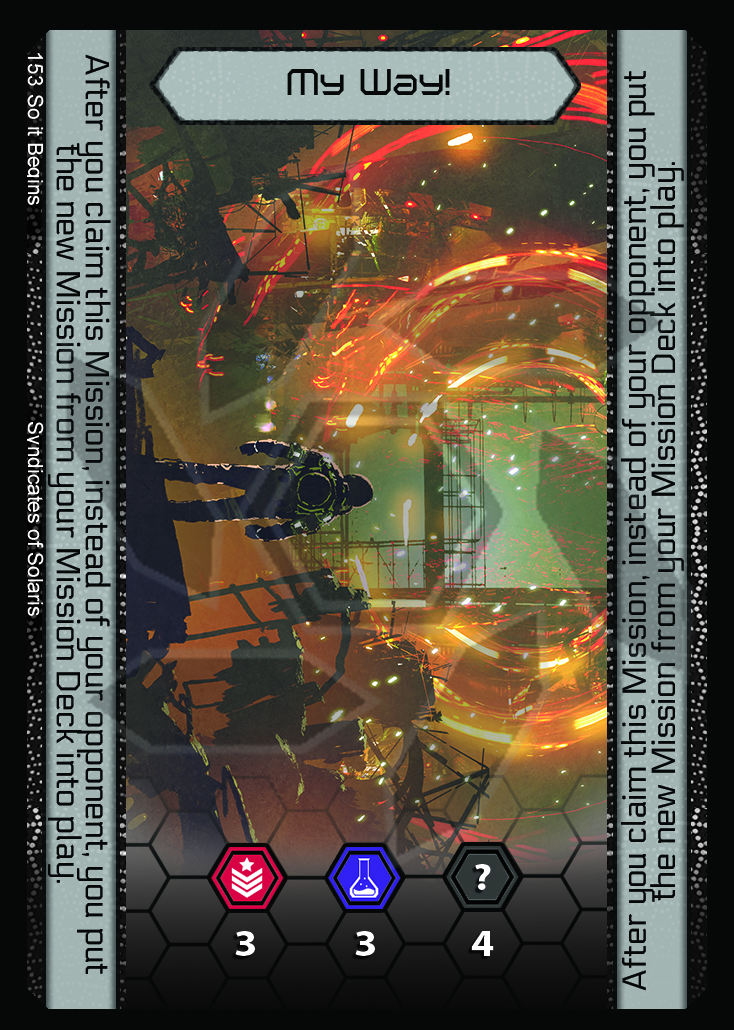 My Way!
After you claim this Mission, instead of your opponent, you put
the new Mission from your Mission Deck into play.
After you claim this Mission, instead of your opponent, you put
the new Mission from your Mission Deck into play.
153 So it Begins
Syndicates of Solaris
?
3 3 4